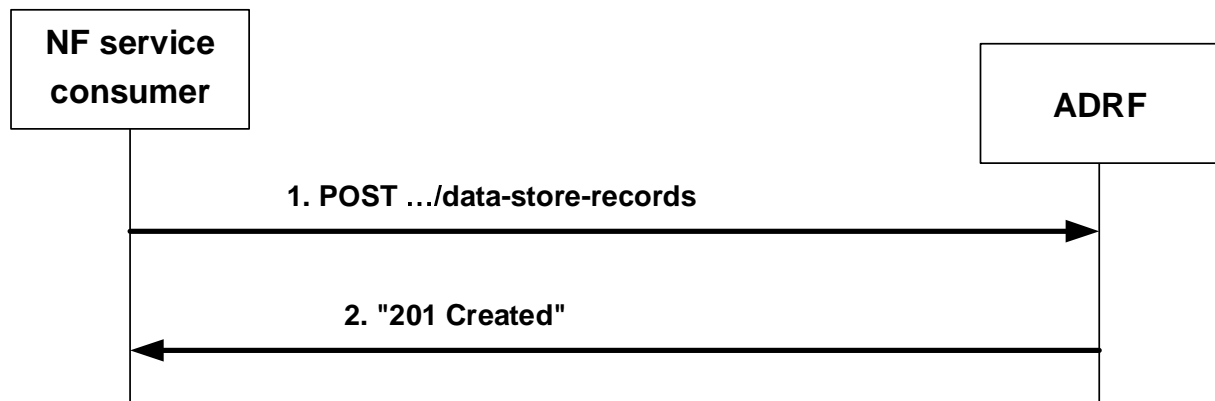 NF service
consumer
ADRF
1. POST …/data-store-records
2. "201 Created"